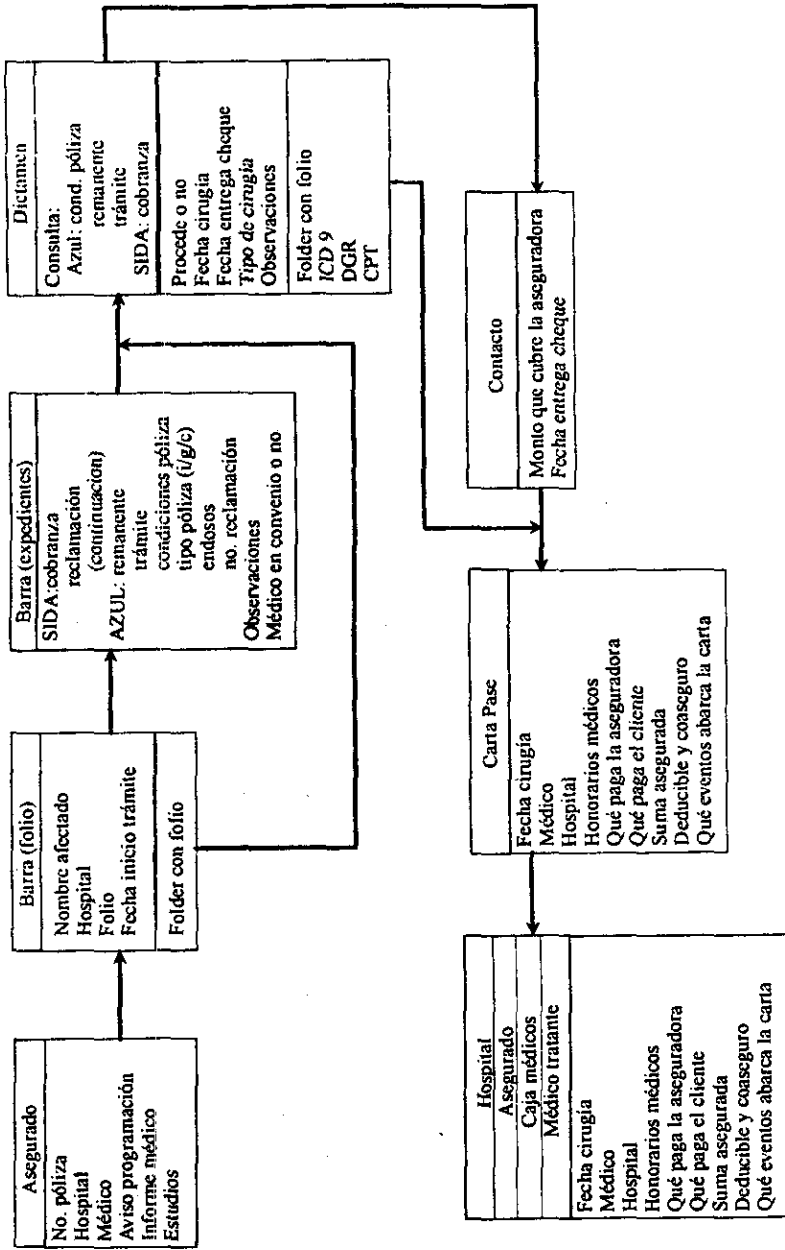 Asegurado
No. póliza
Hospital
Médico
Aviso programación
Informe médico
Estudios
Barra (folio)
Nombre afectado
Hospital
Folio
Fecha inicio trámite
Folder con folio
Barra (expedientes)
SIDA:cobranza
reclamación
(continuacion)
AZUL: remanente
trámite
condiciones póliza
tipo póliza (i/g/c)
endosos
no. reclamación
Observaciones
Médico en convenio o no
Dictamen
Consulta:
Azul: cond. póliza
remanente
trámite
SIDA: cobranza
Procede o no
Fecha cirugía
Fecha entrega cheque
Tipo de cirugia
Observaciones
Folder con folio
ICD 9
DGR
CPT
Hospital
Asegurado
Caja médicos
Médico tratante
Fecha cirugia
Médico
Hospital
Honorarios médicos
Qué paga la aseguradora
Qué paga el cliente
Suma asegurada
Deducible y coaseguro
Qué eventos abarca la carta
Carta Pase
Fecha cirugía
Médico
Hospital
Honorarios médicos
Qué paga la aseguradora
Qué paga el cliente
Suma asegurada
Deducible y coaseguro
Qué eventos abarca la carta
Contacto
Monto que cubre la aseguradora
Fecha entrega cheque